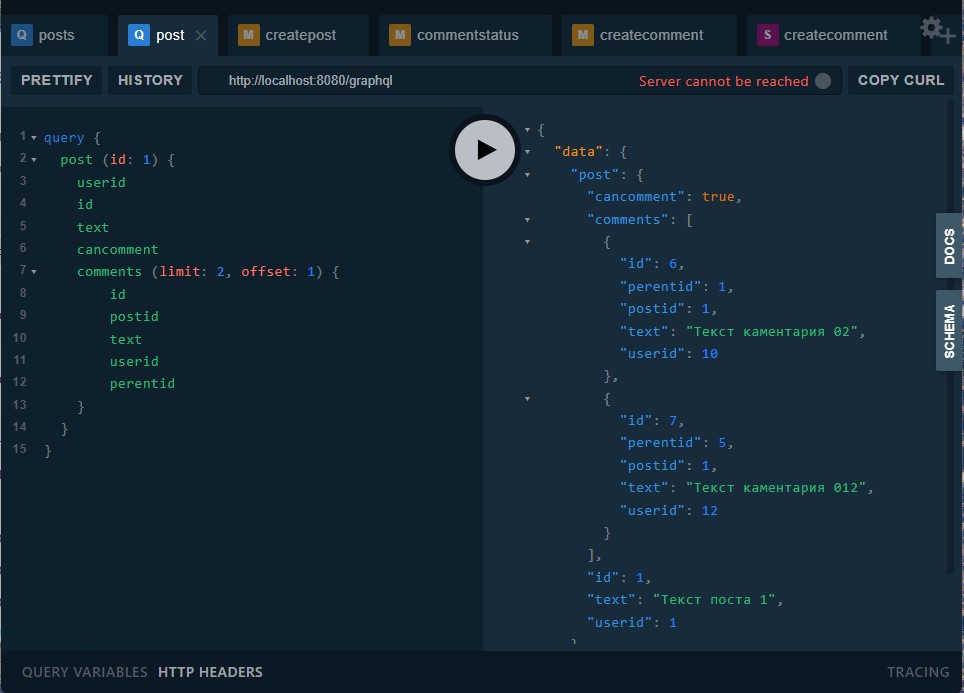 Q posts
Q post ×
M createpost
M commentstatus
M createcomment
S createcomment
+
PRETTIFY
HISTORY
http://localhost:8080/graphql
Server cannot be reached
COPY CURL
1 query {
2 post (id: 1) {
3 userid
4 id
5 text
6 cancomment
7 comments (limit: 2, offset: 1) {
8 id
9 postid
10 text
11 userid
12 perentid
13 }
14 }
15 }
{
"data": {
"post": {
"cancomment": true,
"comments": [
{
"id": 6,
"perentid": 1,
"postid": 1,
"text": "Текст каментария 02",
"userid": 10
},
{
"id": 7,
"perentid": 5,
"postid": 1,
"text": "Текст каментария 012",
"userid": 12
}
],
"id": 1,
"text": "Текст поста 1",
"userid": 1
}
DOCS
SCHEMA
QUERY VARIABLES
HTTP HEADERS
TRACING